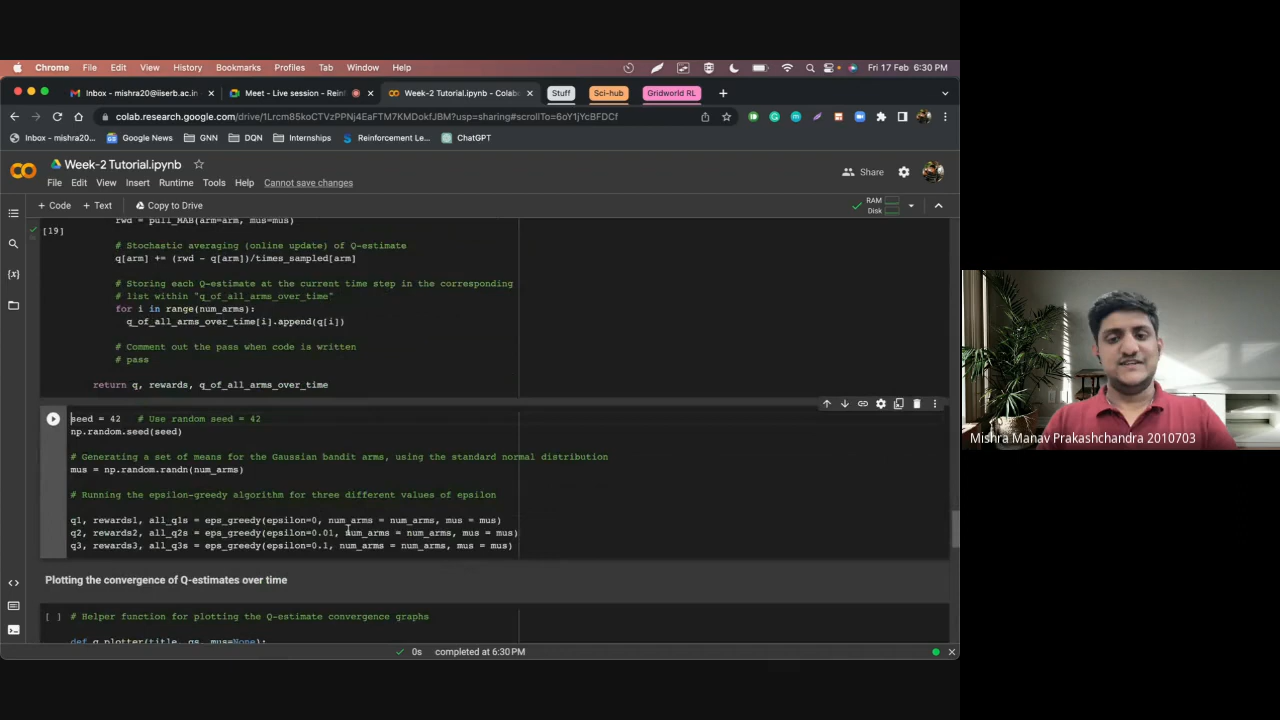 Chrome File Edit View History Bookmarks Profiles Tab Window Help Fri 17 Feb 6:30 PM
Inbox - mishra20@iiserb.ac.in Meet - Live session - Rein Week-2 Tutorial.ipynb - Colab Stuff Sci-hub Gridworld RL
colab.research.google.com/drive/1Lrcm85koCTVzPPNj4EaFTM7KMDokfJBM?usp=sharing#scrollTo=6oY1jYcBFDCf
Inbox - mishra20... Google News GNN DQN Internships Reinforcement Le... ChatGPT
Week-2 Tutorial.ipynb
File Edit View Insert Runtime Tools Help Cannot save changes
Share
+ Code + Text Copy to Drive
RAM
Disk
rwd = pull_MAB(arm=arm, mus=mus)
[19]
# Stochastic averaging (online update) of Q-estimate
q[arm] += (rwd - q[arm])/times_sampled[arm]
# Storing each Q-estimate at the current time step in the corresponding
# list within "q_of_all_arms_over_time"
for i in range(num_arms):
q_of_all_arms_over_time[i].append(q[i])
# Comment out the pass when code is written
# pass
return q, rewards, q_of_all_arms_over_time
seed = 42 # Use random seed = 42
np.random.seed(seed)
# Generating a set of means for the Gaussian bandit arms, using the standard normal distribution
mus = np.random.randn(num_arms)
# Running the epsilon-greedy algorithm for three different values of epsilon
q1, rewards1, all_q1s = eps_greedy(epsilon=0, num_arms = num_arms, mus = mus)
q2, rewards2, all_q2s = eps_greedy(epsilon=0.01, num_arms = num_arms, mus = mus)
q3, rewards3, all_q3s = eps_greedy(epsilon=0.1, num_arms = num_arms, mus = mus)
Plotting the convergence of Q-estimates over time
[ ] # Helper function for plotting the Q-estimate convergence graphs
def q_plotter(title, qs, mus=None):
0s completed at 6:30 PM
Mishra Manav Prakashchandra 2010703